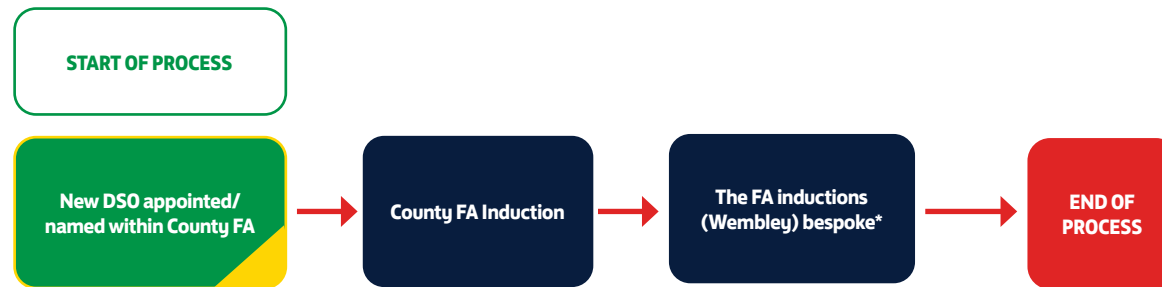 START OF PROCESS
New DSO appointed/
named within County FA
County FA Induction
The FA inductions
(Wembley) bespoke*
END OF
PROCESS